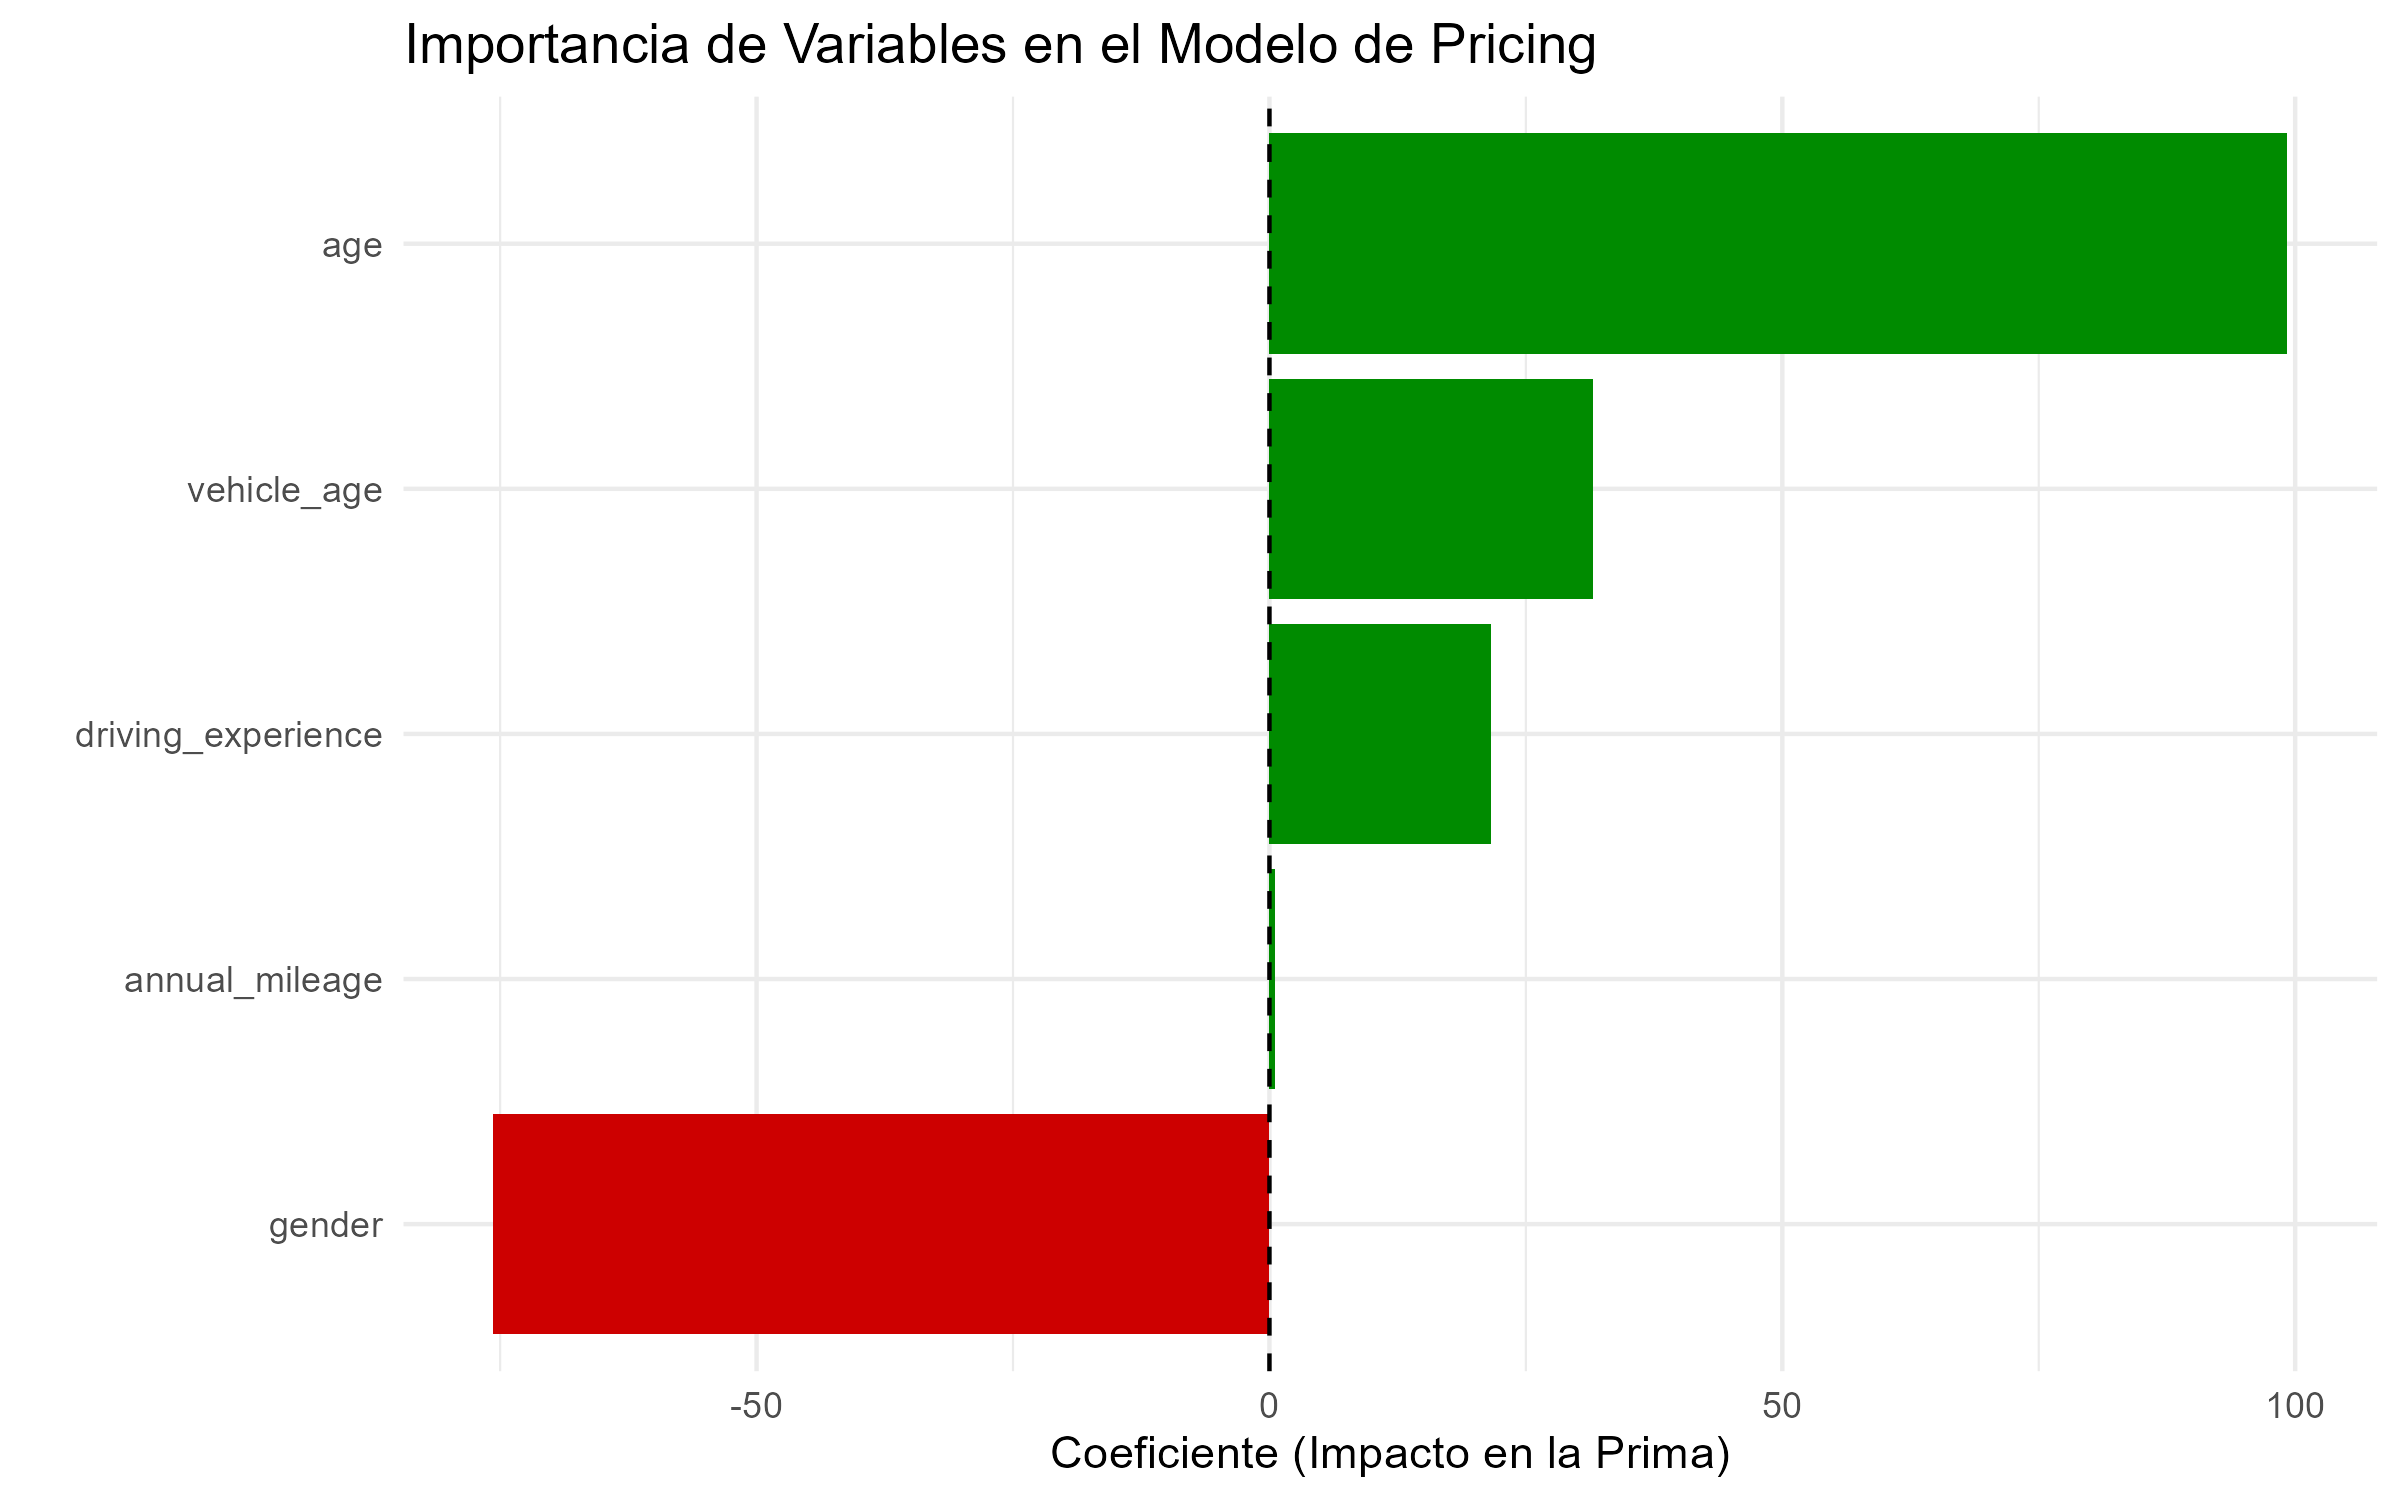 Importancia de Variables en el Modelo de Pricing
age
vehicle_age
driving_experience
annual_mileage
gender
-50 0 50 100
Coeficiente (Impacto en la Prima)